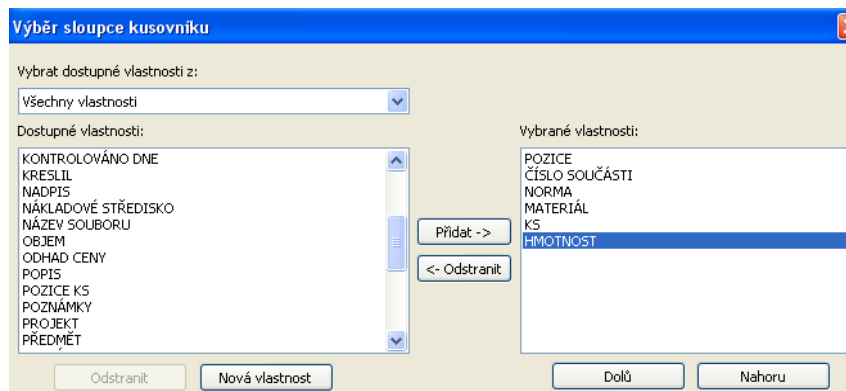 Výběr sloupce kusovníku
Vybrat dostupné vlastnosti z:
Všechny vlastnosti
Dostupné vlastnosti:
KONTROLOVÁNO DNE
KRESLIL
NADPIS
NÁKLADOVÉ STŘEDISKO
NÁZEV SOUBORU
OBJEM
ODHAD CENY
POPIS
POZICE KS
POZNÁMKY
PROJEKT
PŘEDMĚT
Přidat ->
<- Odstranit
Vybrané vlastnosti:
POZICE
ČÍSLO SOUČÁSTI
NORMA
MATERIÁL
KS
HMOTNOST
Odstranit
Nová vlastnost
Dolů
Nahoru